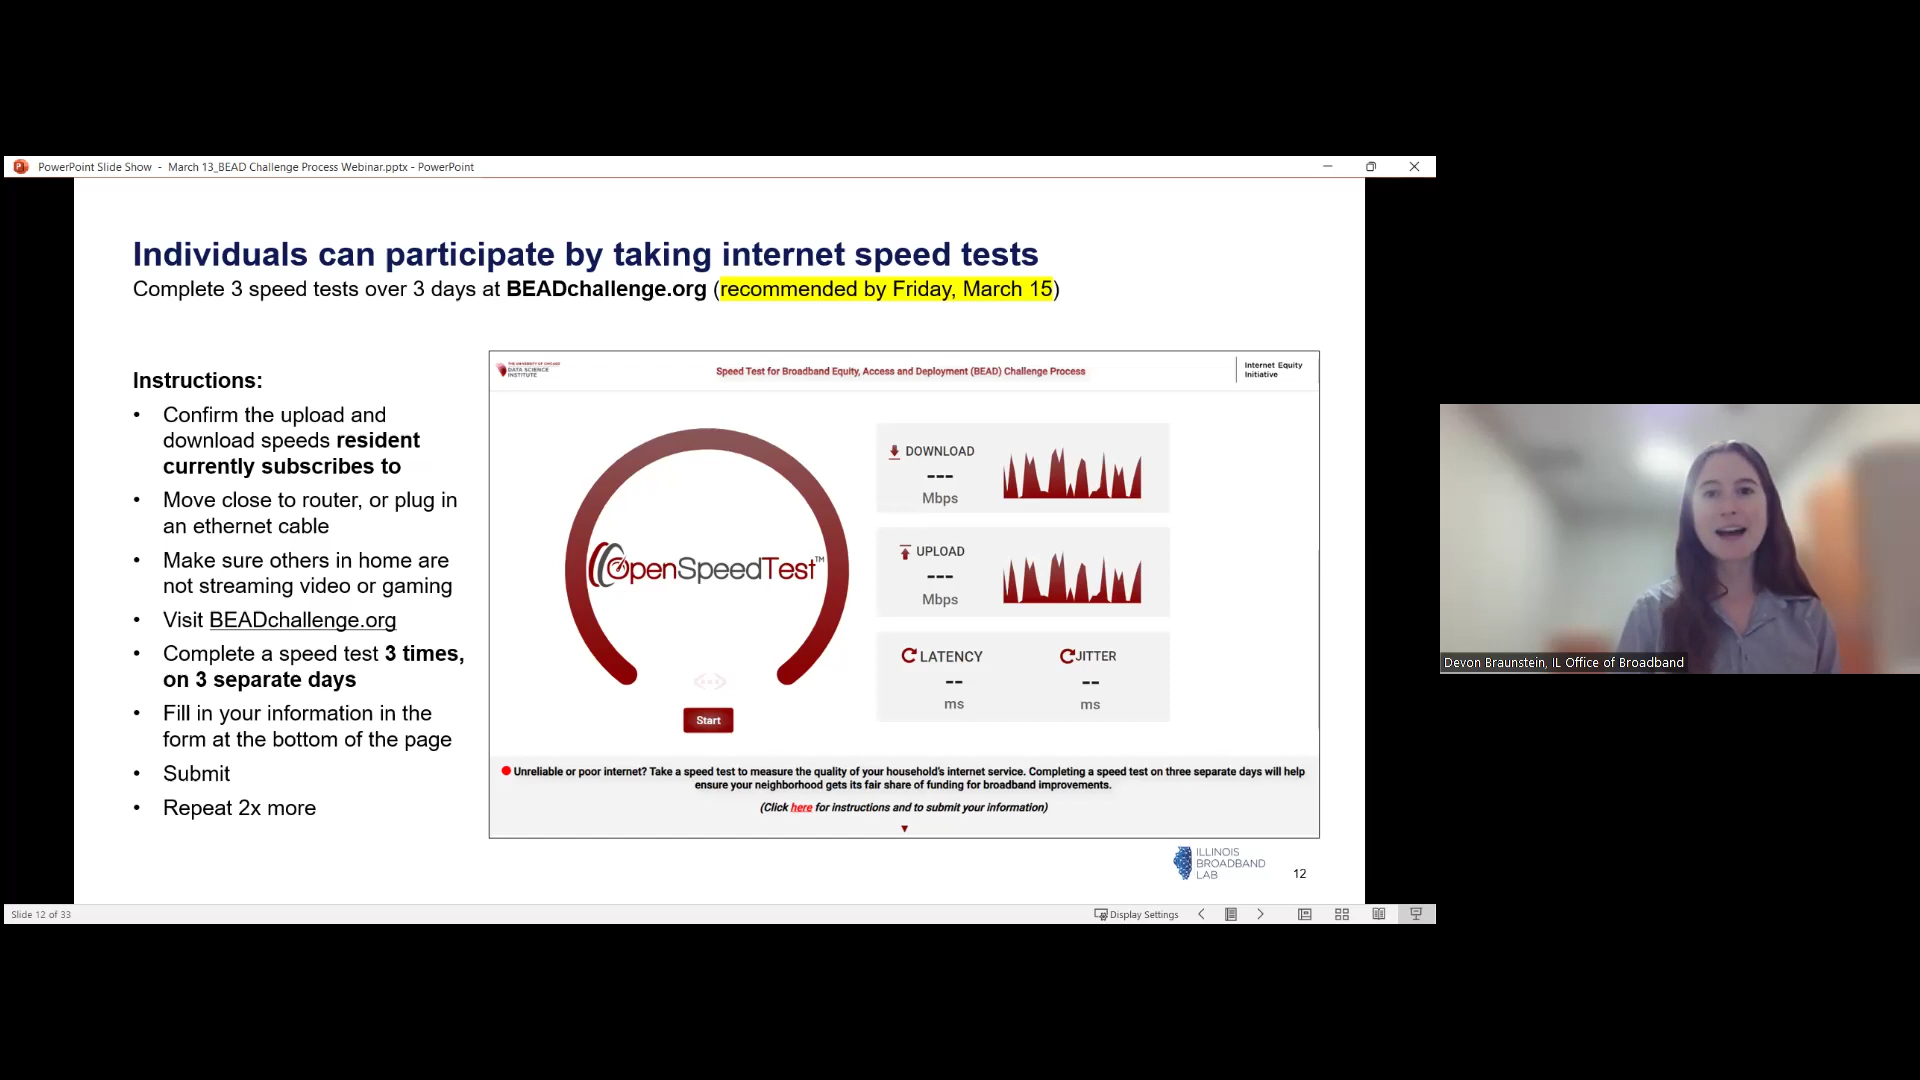 PowerPoint Slide Show - March 13_BEAD Challenge Process Webinar.pptx - PowerPoint
Individuals can participate by taking internet speed tests
Complete 3 speed tests over 3 days at BEADchallenge.org (recommended by Friday, March 15)
Instructions:
• Confirm the upload and
download speeds resident
currently subscribes to
• Move close to router, or plug in
an ethernet cable
• Make sure others in home are
not streaming video or gaming
• Visit BEADchallenge.org
• Complete a speed test 3 times,
on 3 separate days
• Fill in your information in the
form at the bottom of the page
• Submit
• Repeat 2x more
THE UNIVERSITY OF CHICAGO
DATA SCIENCE
INSTITUTE
Speed Test for Broadband Equity, Access and Deployment (BEAD) Challenge Process
Internet Equity
Initiative
OpenSpeedTest™
Start
DOWNLOAD
---
Mbps
UPLOAD
---
Mbps
LATENCY
--
ms
JITTER
--
ms
Unreliable or poor internet? Take a speed test to measure the quality of your household's internet service. Completing a speed test on three separate days will help
ensure your neighborhood gets its fair share of funding for broadband improvements.
(Click here for instructions and to submit your information)
ILLINOIS
BROADBAND
LAB
12
Slide 12 of 33
Display Settings
Devon Braunstein, IL Office of Broadband